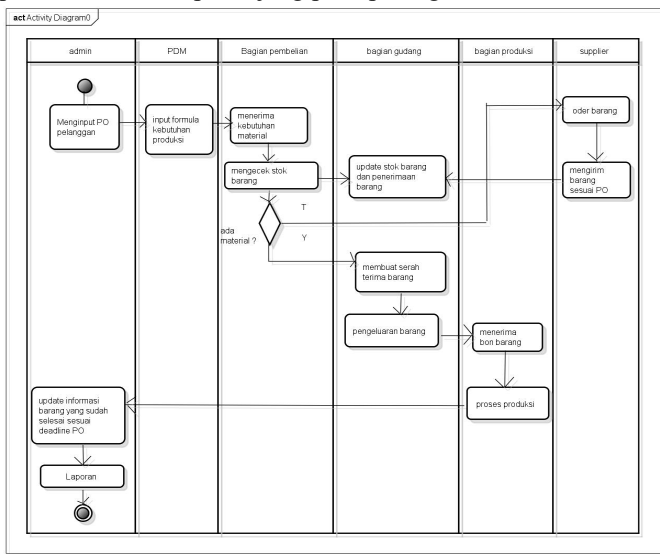 act Activity Diagram0
admin
PDM
Bagian pembelian
bagian gudang
bagian produksi
supplier
Menginput PO
pelanggan
input formula
kebutuhan
produksi
menerima
kebutuhan
material
oder barang
mengecek stok
barang
update stok barang
dan penerimaan
barang
mengirim
barang
sesuai PO
T
ada
material ?
Y
membuat serah
terima barang
pengeluaran barang
menerima
bon barang
update informasi
barang yang sudah
selesai sesuai
deadline PO
proses produksi
Laporan